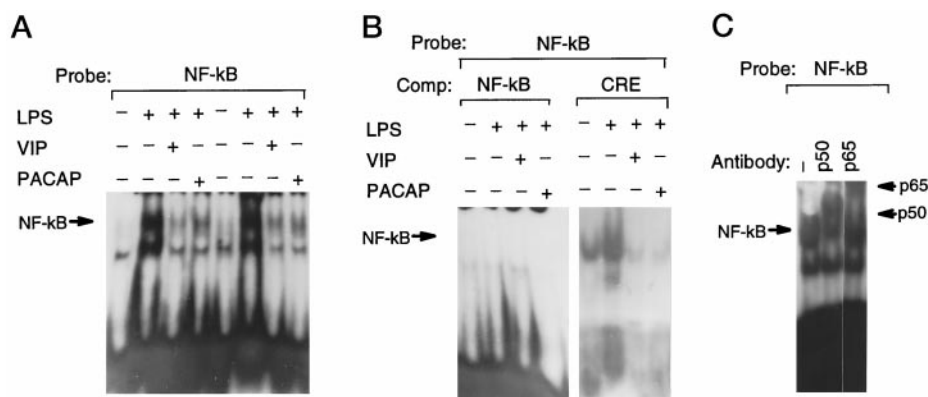 A
Probe: NF-kB
LPS – + + + – + + +
VIP – – + – – – + –
PACAP – – – + – – – +
NF-kB
B
Probe: NF-kB
Comp: NF-kB CRE
LPS – + + + – + + +
VIP – – + – – – + –
PACAP – – – + – – – +
NF-kB
C
Probe: NF-kB
Antibody: – p50 p65
p65
p50
NF-kB